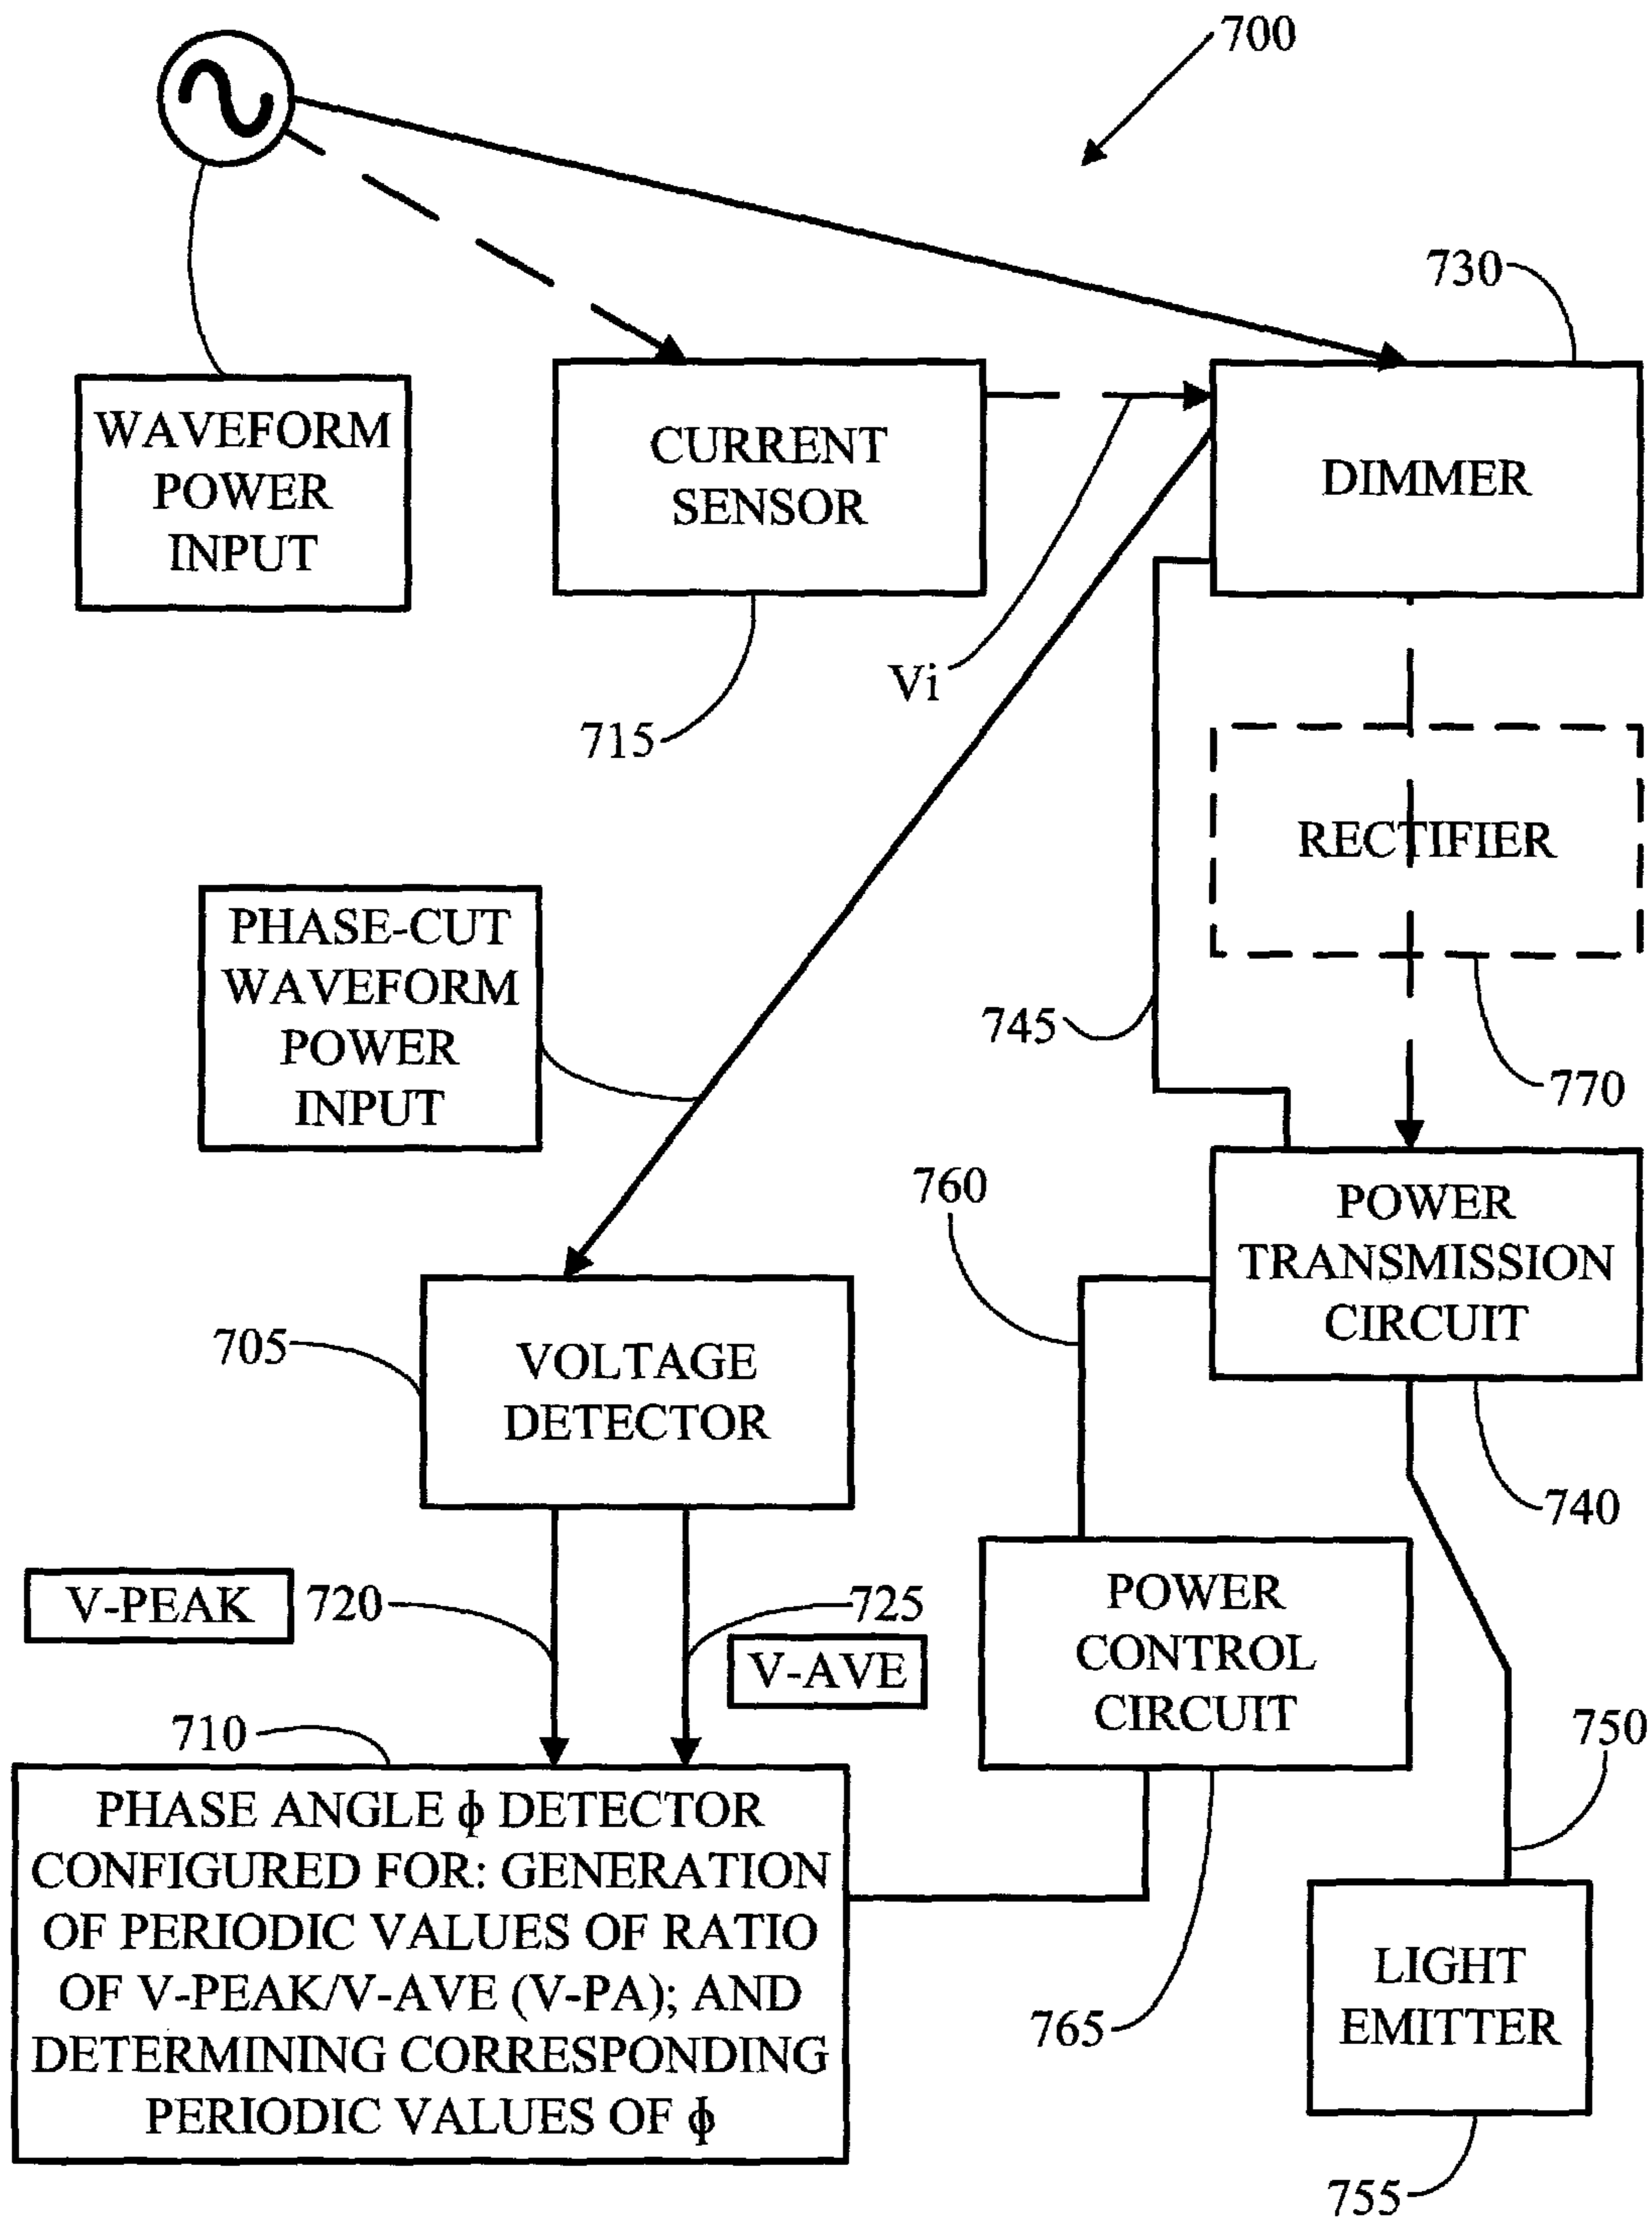 700
730
WAVEFORM
POWER
INPUT
CURRENT
SENSOR
DIMMER
Vi
715
RECTIFIER
PHASE-CUT
WAVEFORM
POWER
INPUT
745
770
760
POWER
TRANSMISSION
CIRCUIT
705
VOLTAGE
DETECTOR
740
V-PEAK
720
725
V-AVE
POWER
CONTROL
CIRCUIT
710
750
PHASE ANGLE ϕ DETECTOR
CONFIGURED FOR: GENERATION
OF PERIODIC VALUES OF RATIO
OF V-PEAK/V-AVE (V-PA); AND
DETERMINING CORRESPONDING
PERIODIC VALUES OF ϕ
765
LIGHT
EMITTER
755